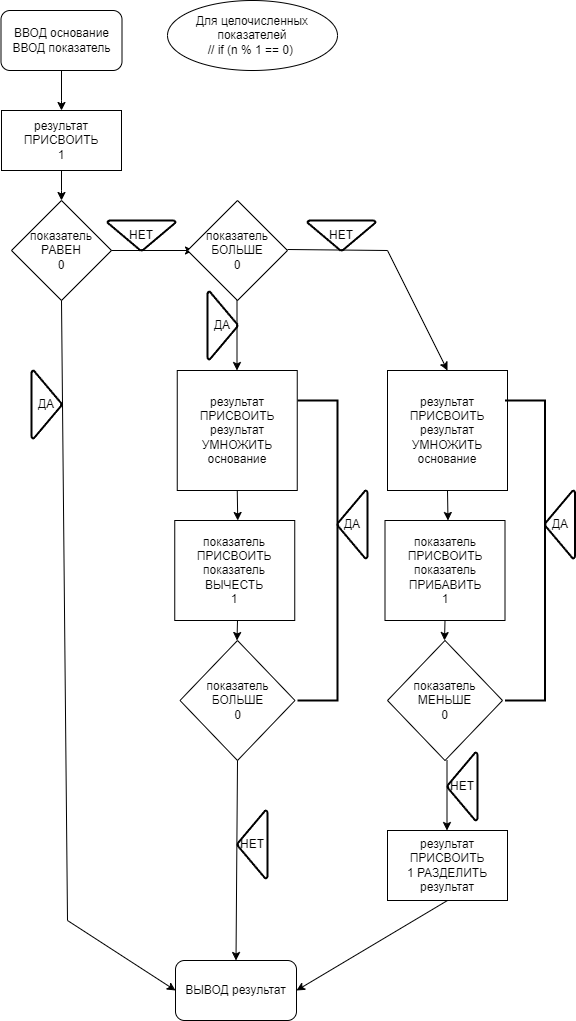 ВВОД основание
ВВОД показатель
Для целочисленных
показателей
// if (n % 1 == 0)
результат
ПРИСВОИТЬ
1
показатель
РАВЕН
0
НЕТ
показатель
БОЛЬШЕ
0
НЕТ
ДА
ДА
результат
ПРИСВОИТЬ
результат
УМНОЖИТЬ
основание
результат
ПРИСВОИТЬ
результат
УМНОЖИТЬ
основание
ДА
ДА
показатель
ПРИСВОИТЬ
показатель
ВЫЧЕСТЬ
1
показатель
ПРИСВОИТЬ
показатель
ПРИБАВИТЬ
1
показатель
БОЛЬШЕ
0
показатель
МЕНЬШЕ
0
НЕТ
НЕТ
результат
ПРИСВОИТЬ
1 РАЗДЕЛИТЬ
результат
ВЫВОД результат